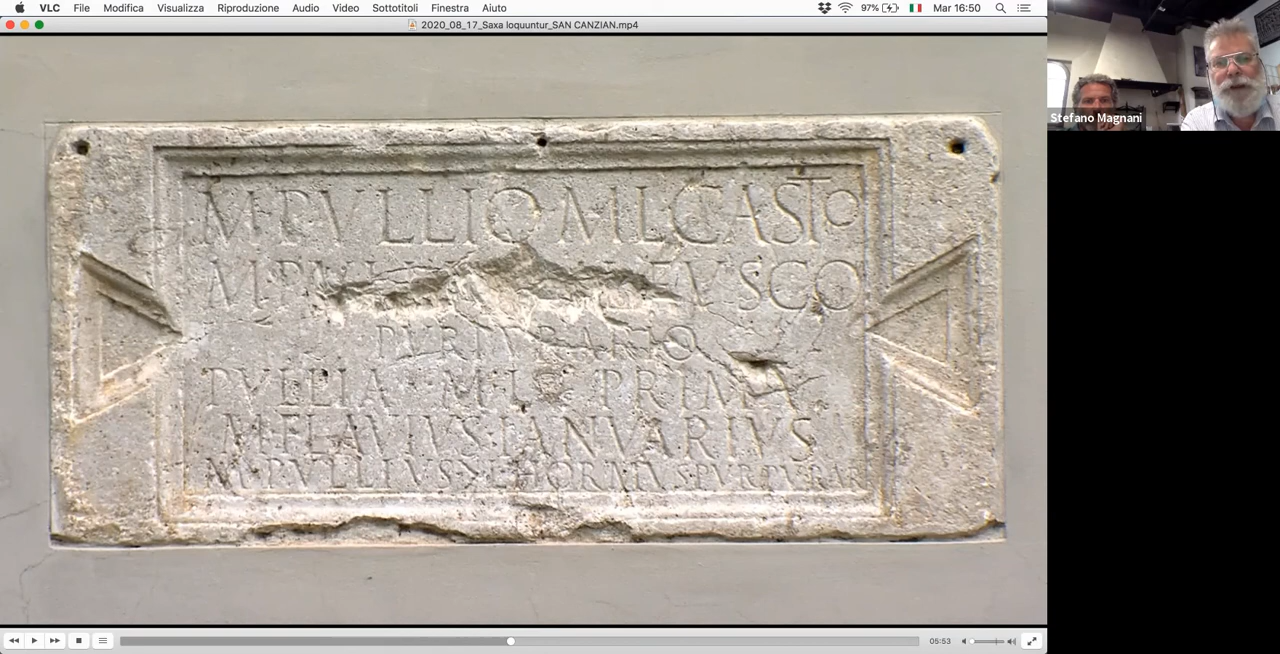 VLC File Modifica Visualizza Riproduzione Audio Video Sottotitoli Finestra Aiuto 97% Mar 16:50
2020_08_17_Saxa loquuntur_SAN CANZIAN.mp4
Stefano Magnani
M·PVLLIO M L CASTO
FVSCO
PVRPVRARIO
PVLLIA M L PRIMA
M·FLAVIVS·IANVARIVS
M·PVLLIVS HORMVS PVRPVRAR
05:53